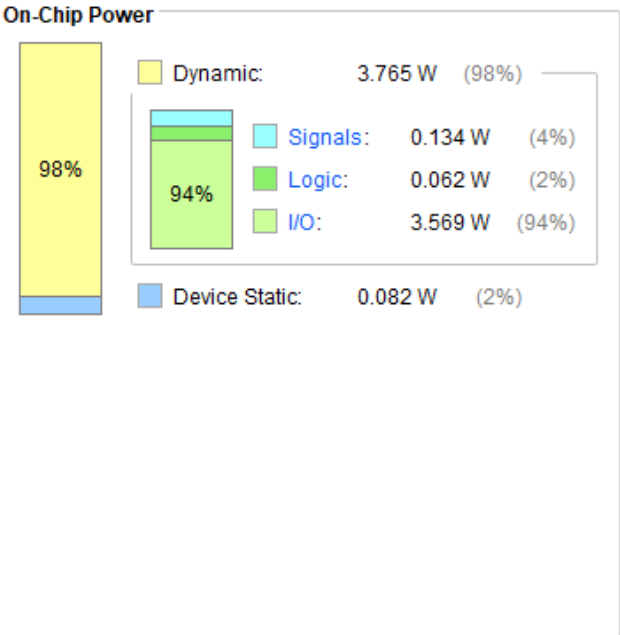 On-Chip Power
Dynamic: 3.765 W (98%)
98%
Signals: 0.134 W (4%)
Logic: 0.062 W (2%)
94%
I/O: 3.569 W (94%)
Device Static: 0.082 W (2%)